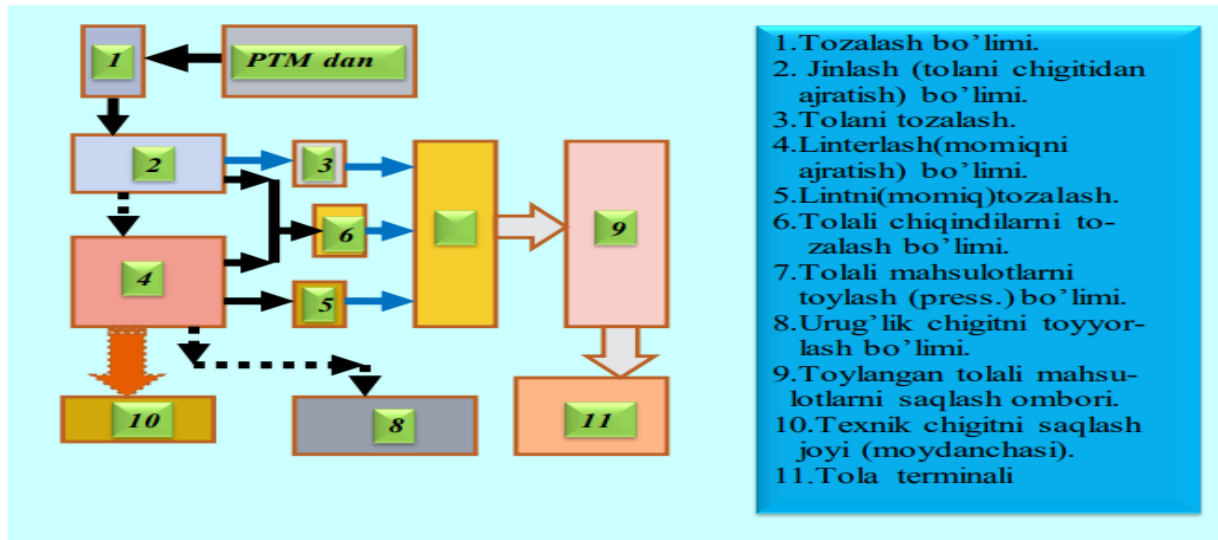 1
PTM dan
2
3
6
4
5
9
10
8
11
1.Tozalash bo’limi.
2. Jinlash (tolani chigitidan
ajratish) bo’limi.
3.Tolani tozalash.
4.Linterlash(momiqni
ajratish) bo’limi.
5.Lintni(momiq)tozalash.
6.Tolali chiqindilarni to-
zalash bo’limi.
7.Tolali mahsulotlarni
toylash (press.) bo’limi.
8.Urug’lik chigitni toyyor-
lash bo’limi.
9.Toylangan tolali mahsu-
lotlarni saqlash ombori.
10.Texnik chigitni saqlash
joyi (moydanchasi).
11.Tola terminali